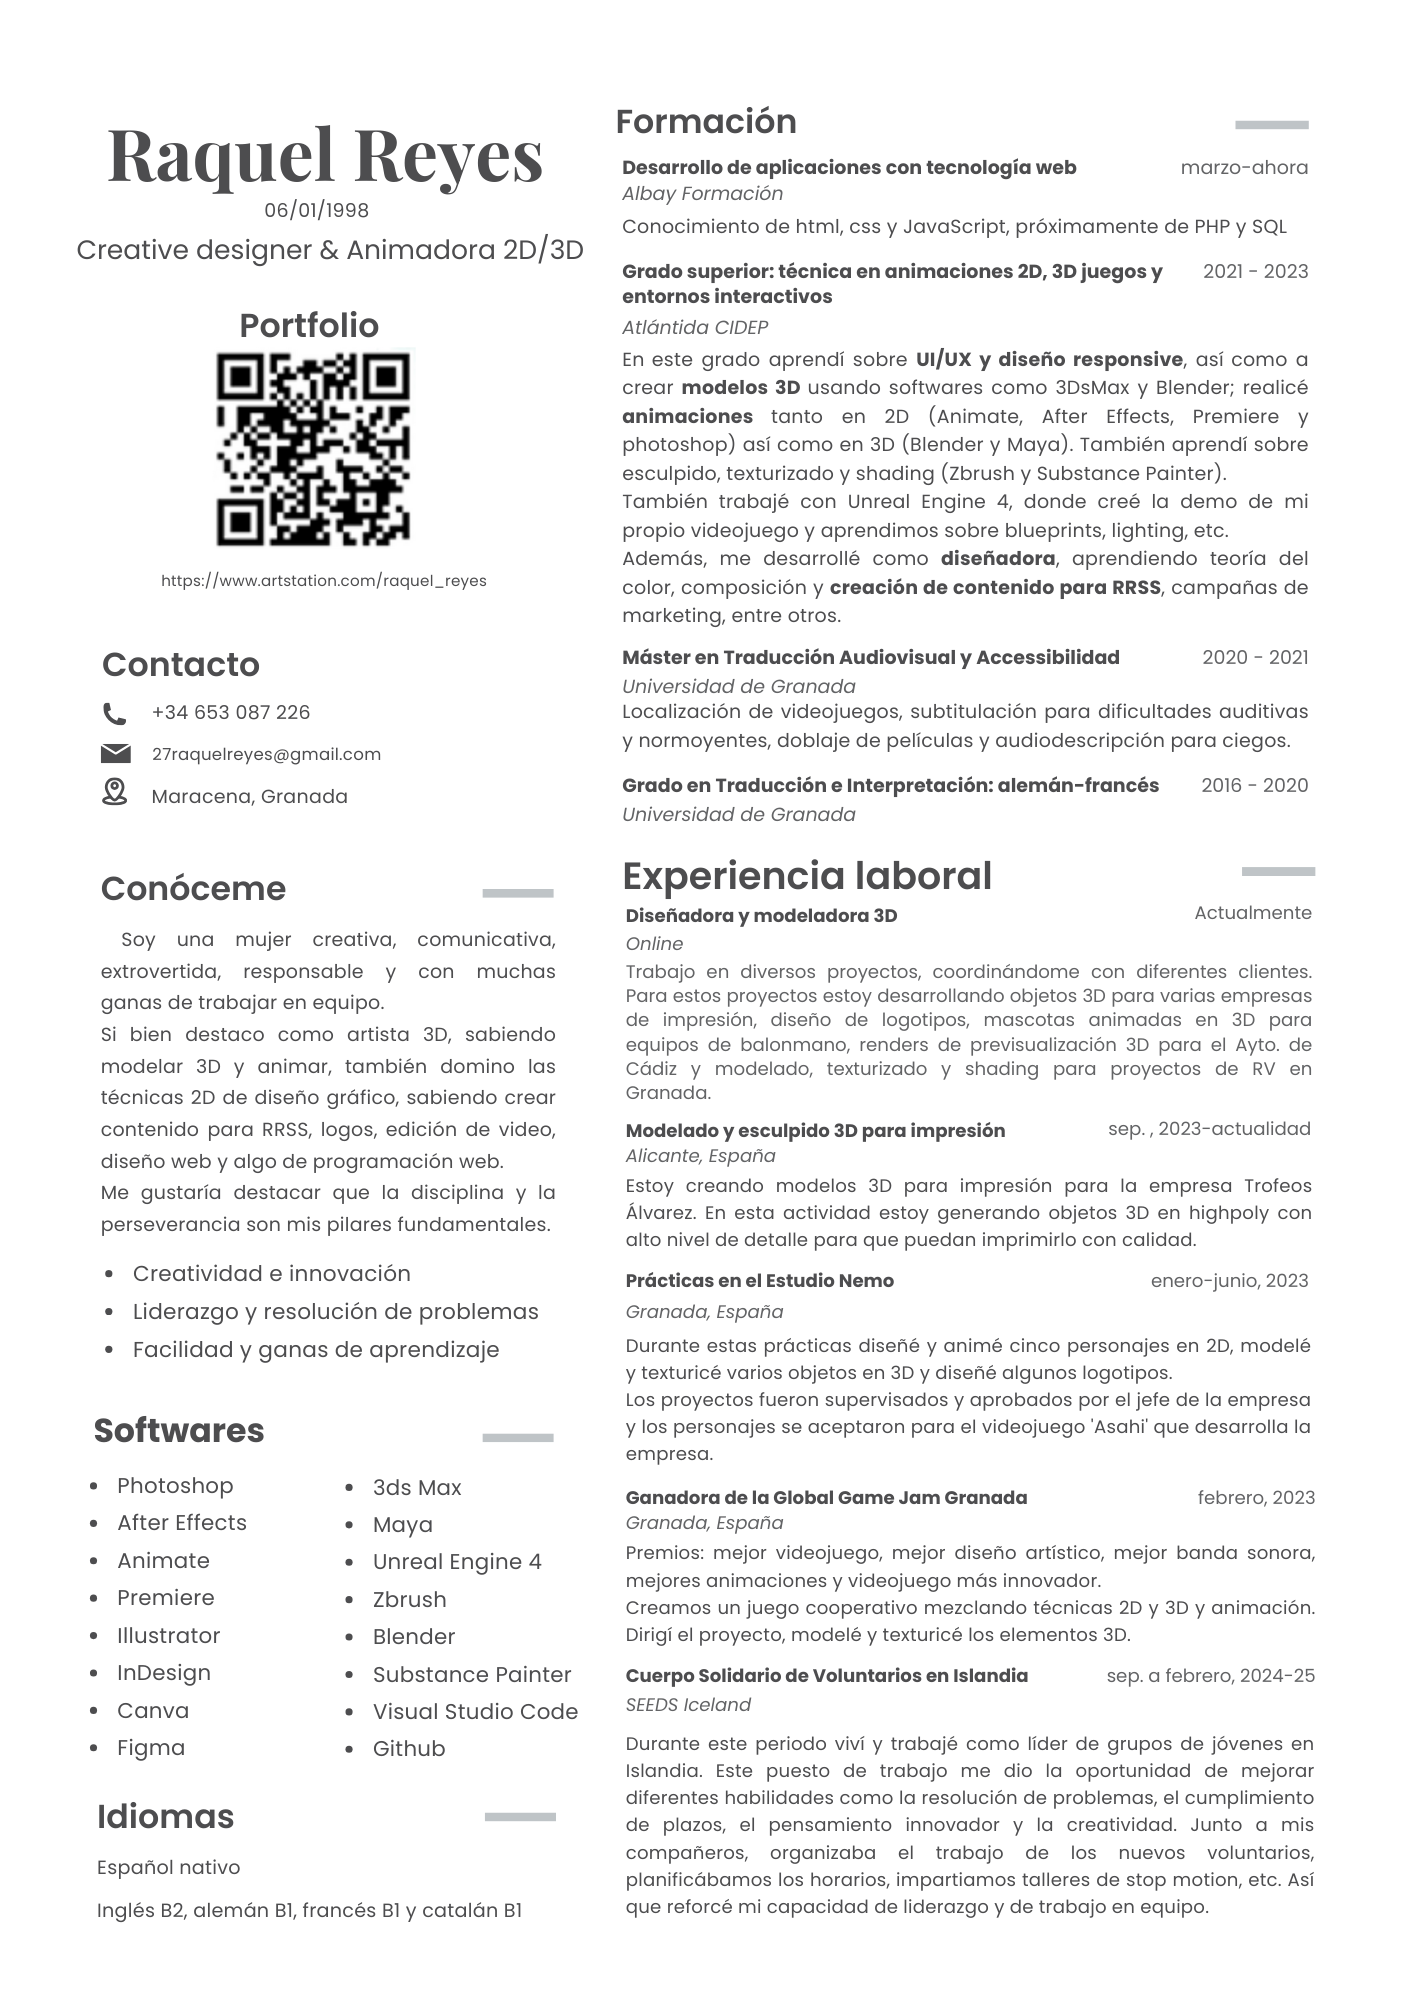 Raquel Reyes
06/01/1998
Creative designer & Animadora 2D/3D
Portfolio
https://www.artstation.com/raquel_reyes
Contacto
+34 653 087 226
27raquelreyes@gmail.com
Maracena, Granada
Conóceme
Soy una mujer creativa, comunicativa,
extrovertida, responsable y con muchas
ganas de trabajar en equipo.
Si bien destaco como artista 3D, sabiendo
modelar 3D y animar, también domino las
técnicas 2D de diseño gráfico, sabiendo crear
contenido para RRSS, logos, edición de video,
diseño web y algo de programación web.
Me gustaría destacar que la disciplina y la
perseverancia son mis pilares fundamentales.
• Creatividad e innovación
• Liderazgo y resolución de problemas
• Facilidad y ganas de aprendizaje
Softwares
• Photoshop
• After Effects
• Animate
• Premiere
• Illustrator
• InDesign
• Canva
• Figma
• 3ds Max
• Maya
• Unreal Engine 4
• Zbrush
• Blender
• Substance Painter
• Visual Studio Code
• Github
Idiomas
Español nativo
Inglés B2, alemán B1, francés B1 y catalán B1
Formación
Desarrollo de aplicaciones con tecnología web marzo-ahora
Albay Formación
Conocimiento de html, css y JavaScript, próximamente de PHP y SQL
Grado superior: técnica en animaciones 2D, 3D juegos y 2021 - 2023
entornos interactivos
Atlántida CIDEP
En este grado aprendí sobre UI/UX y diseño responsive, así como a
crear modelos 3D usando softwares como 3DsMax y Blender; realicé
animaciones tanto en 2D (Animate, After Effects, Premiere y
photoshop) así como en 3D (Blender y Maya). También aprendí sobre
esculpido, texturizado y shading (Zbrush y Substance Painter).
También trabajé con Unreal Engine 4, donde creé la demo de mi
propio videojuego y aprendimos sobre blueprints, lighting, etc.
Además, me desarrollé como diseñadora, aprendiendo teoría del
color, composición y creación de contenido para RRSS, campañas de
marketing, entre otros.
Máster en Traducción Audiovisual y Accessibilidad 2020 - 2021
Universidad de Granada
Localización de videojuegos, subtitulación para dificultades auditivas
y normoyentes, doblaje de películas y audiodescripción para ciegos.
Grado en Traducción e Interpretación: alemán-francés 2016 - 2020
Universidad de Granada
Experiencia laboral
Diseñadora y modeladora 3D Actualmente
Online
Trabajo en diversos proyectos, coordinándome con diferentes clientes.
Para estos proyectos estoy desarrollando objetos 3D para varias empresas
de impresión, diseño de logotipos, mascotas animadas en 3D para
equipos de balonmano, renders de previsualización 3D para el Ayto. de
Cádiz y modelado, texturizado y shading para proyectos de RV en
Granada.
Modelado y esculpido 3D para impresión sep. , 2023-actualidad
Alicante, España
Estoy creando modelos 3D para impresión para la empresa Trofeos
Álvarez. En esta actividad estoy generando objetos 3D en highpoly con
alto nivel de detalle para que puedan imprimirlo con calidad.
Prácticas en el Estudio Nemo enero-junio, 2023
Granada, España
Durante estas prácticas diseñé y animé cinco personajes en 2D, modelé
y texturicé varios objetos en 3D y diseñé algunos logotipos.
Los proyectos fueron supervisados y aprobados por el jefe de la empresa
y los personajes se aceptaron para el videojuego 'Asahi' que desarrolla la
empresa.
Ganadora de la Global Game Jam Granada febrero, 2023
Granada, España
Premios: mejor videojuego, mejor diseño artístico, mejor banda sonora,
mejores animaciones y videojuego más innovador.
Creamos un juego cooperativo mezclando técnicas 2D y 3D y animación.
Dirigí el proyecto, modelé y texturicé los elementos 3D.
Cuerpo Solidario de Voluntarios en Islandia sep. a febrero, 2024-25
SEEDS Iceland
Durante este periodo viví y trabajé como líder de grupos de jóvenes en
Islandia. Este puesto de trabajo me dio la oportunidad de mejorar
diferentes habilidades como la resolución de problemas, el cumplimiento
de plazos, el pensamiento innovador y la creatividad. Junto a mis
compañeros, organizaba el trabajo de los nuevos voluntarios,
planificábamos los horarios, impartiamos talleres de stop motion, etc. Así
que reforcé mi capacidad de liderazgo y de trabajo en equipo.